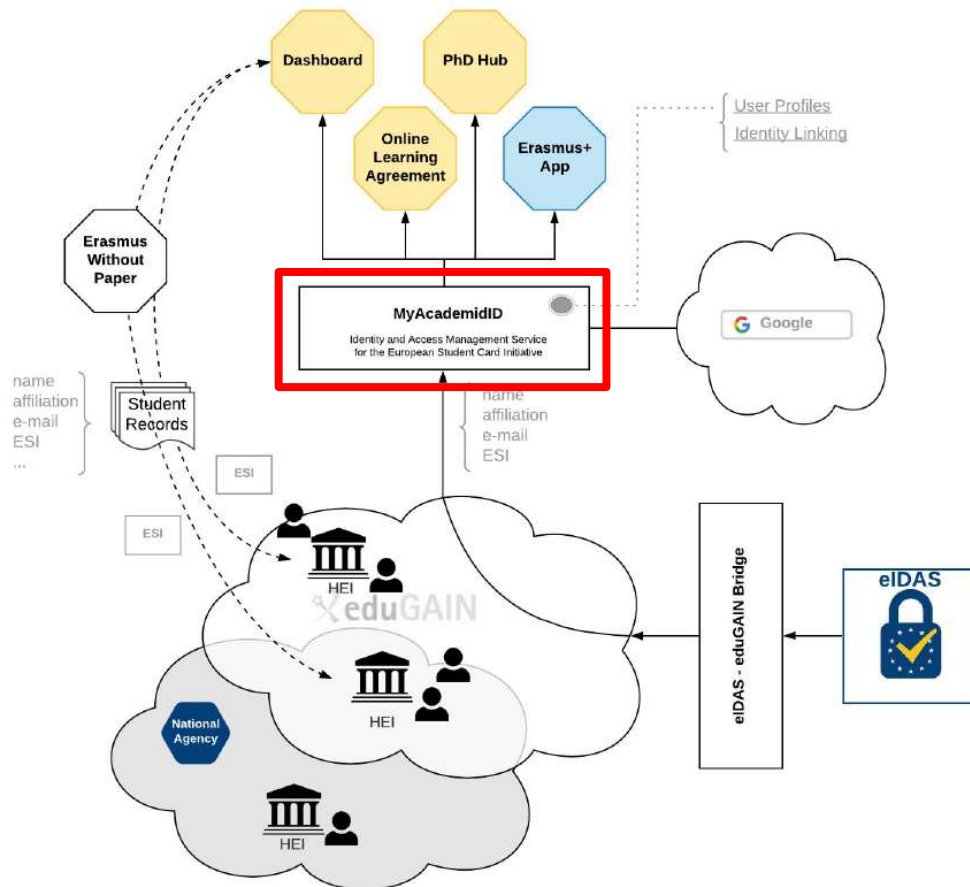 Dashboard
PhD Hub
Online
Learning
Agreement
Erasmus+
App
User Profiles
Identity Linking
Erasmus
Without
Paper
MyAcademidID
Identity and Access Management Service
for the European Student Card Initiative
Google
name
affiliation
e-mail
ESI
...
Student
Records
name
affiliation
e-mail
ESI
ESI
ESI
HEI
eduGAIN
HEI
National
Agency
HEI
eIDAS - eduGAIN Bridge
eIDAS